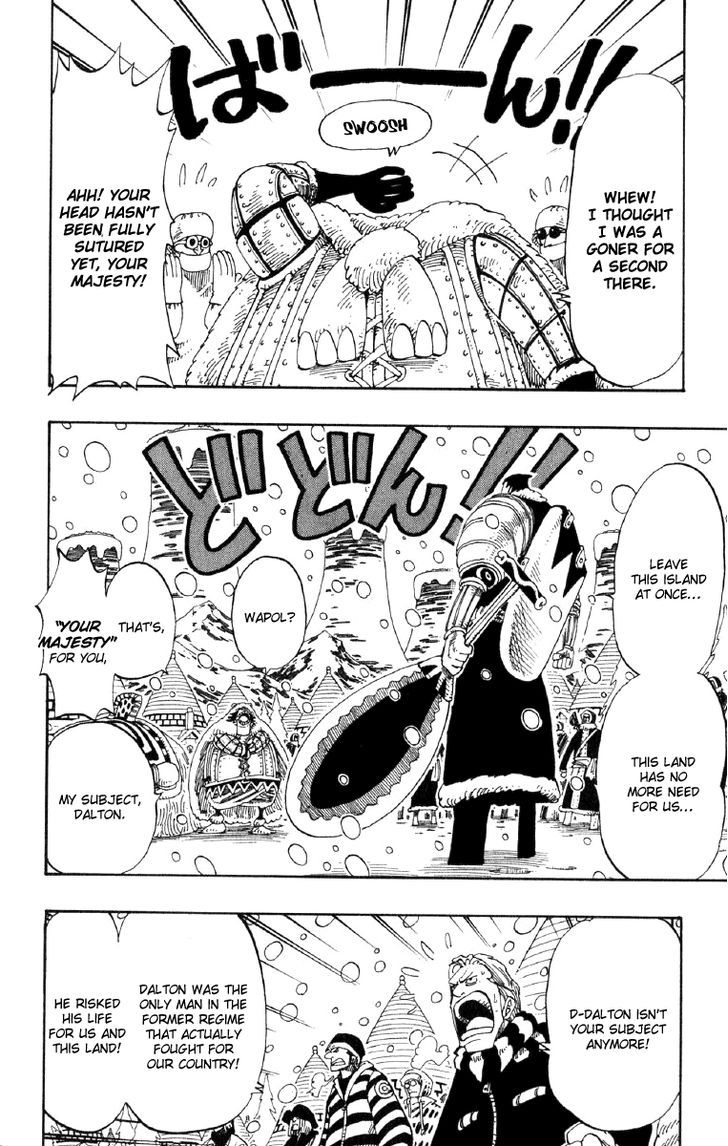 ばーん!!
WHEW!
I THOUGHT
I WAS A
GONER FOR
A SECOND
THERE.
SWOOSH
AHH! YOUR
HEAD HASN'T
BEEN FULLY
SUTURED
YET, YOUR
MAJESTY!
どどん!!
LEAVE
THIS ISLAND
AT ONCE...
THIS LAND
HAS NO
MORE NEED
FOR US...
WAPOL?
THAT'S,
"YOUR
MAJESTY"
FOR YOU,
MY SUBJECT,
DALTON.
D-DALTON ISN'T
YOUR SUBJECT
ANYMORE!
DALTON WAS THE
ONLY MAN IN THE
FORMER REGIME
THAT ACTUALLY
FOUGHT FOR
OUR COUNTRY!
HE RISKED
HIS LIFE
FOR US AND
THIS LAND!